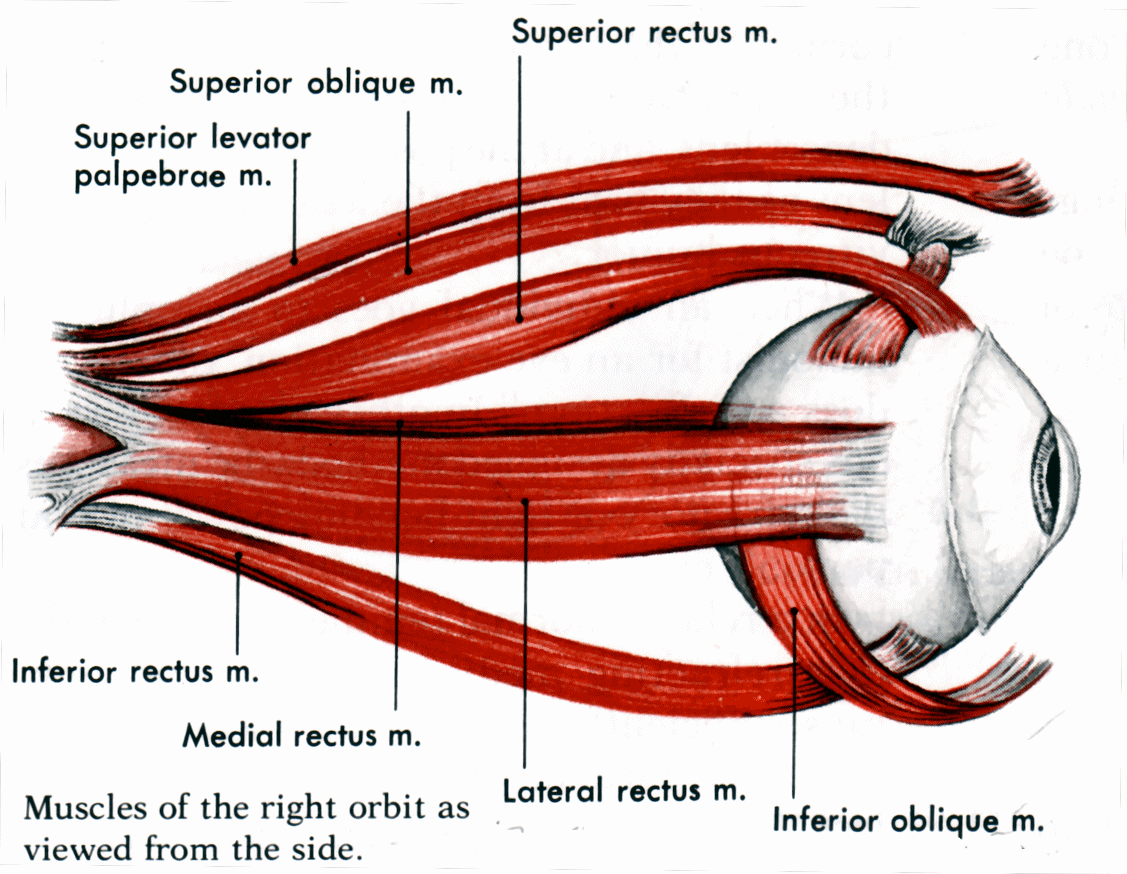 Superior rectus m.
Superior oblique m.
Superior levator
palpebrae m.
Inferior rectus m.
Medial rectus m.
Lateral rectus m.
Inferior oblique m.
Muscles of the right orbit as
viewed from the side.